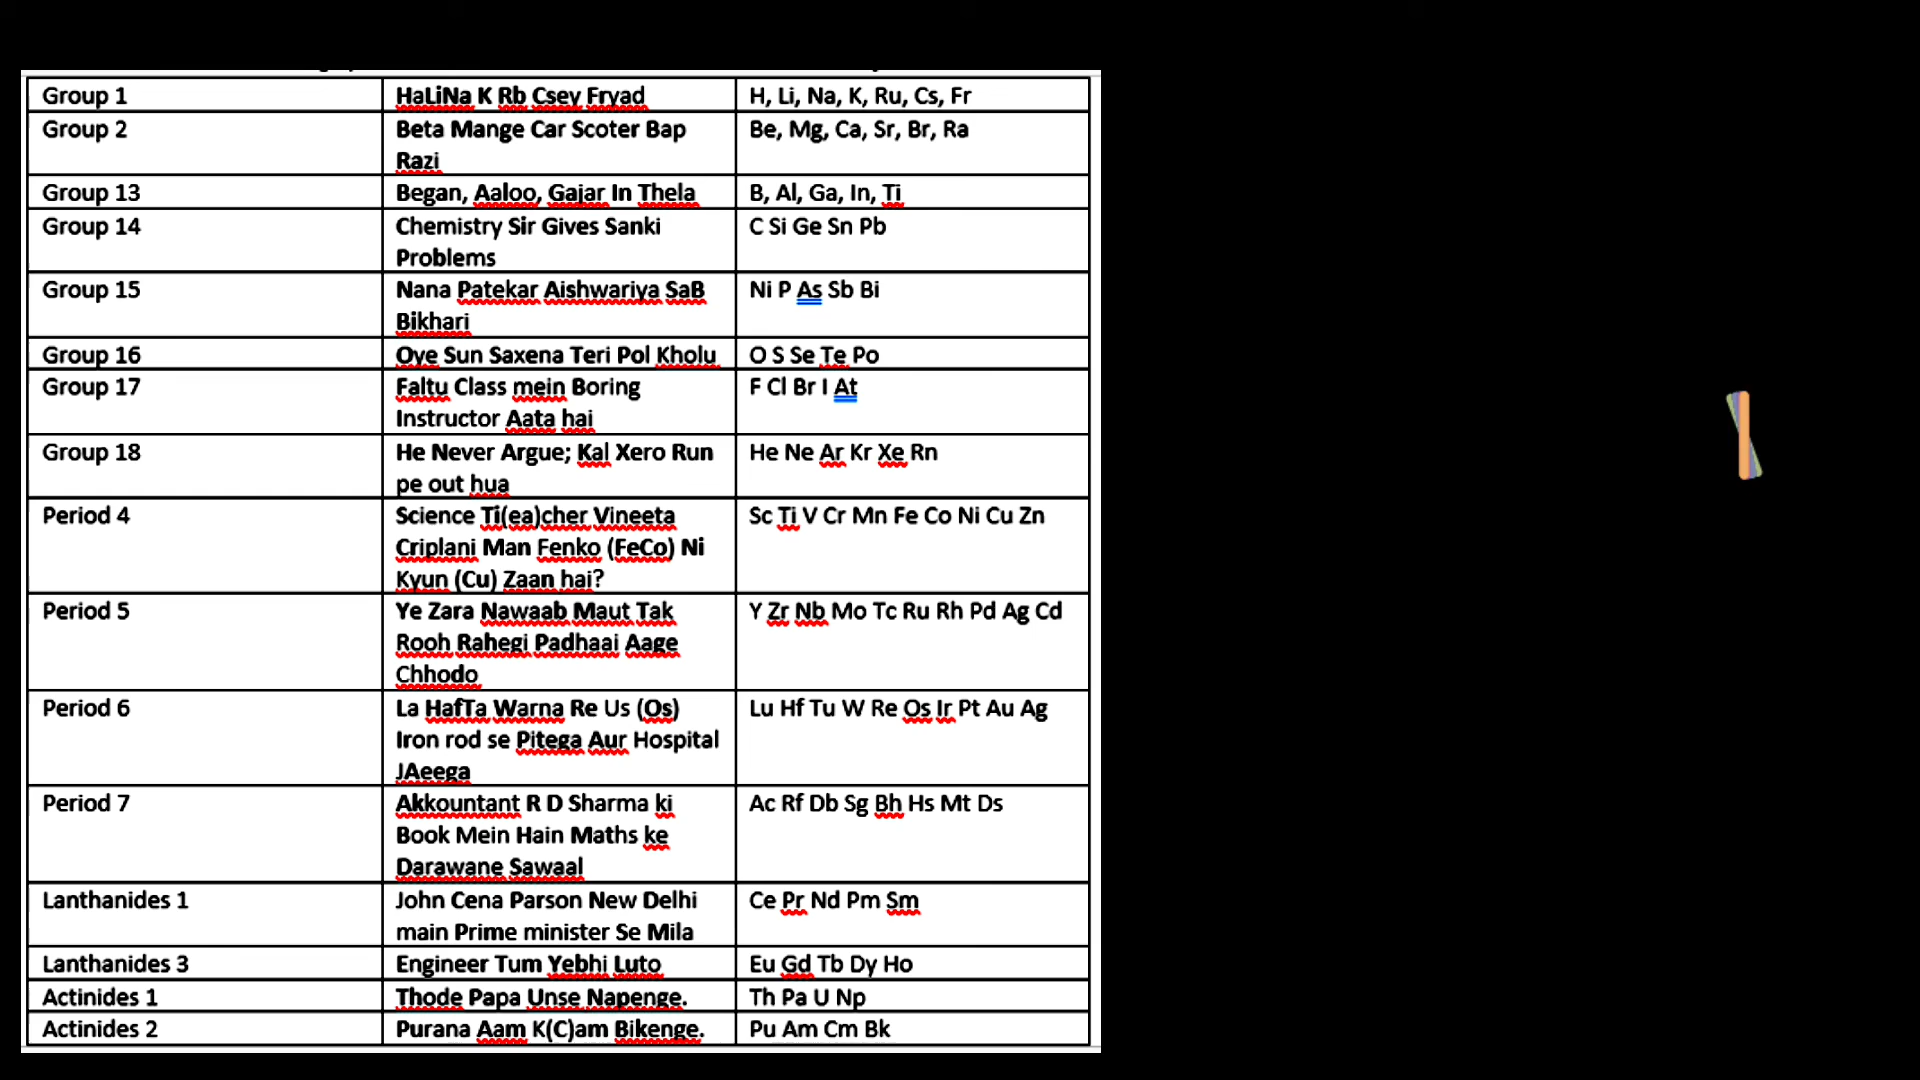 Group 1 HaLiNa K Rb Csey Fryad H, Li, Na, K, Ru, Cs, Fr
Group 2 Beta Mange Car Scoter Bap Be, Mg, Ca, Sr, Br, Ra
Razi
Group 13 Began, Aaloo, Gajar In Thela B, Al, Ga, In, Ti
Group 14 Chemistry Sir Gives Sanki C Si Ge Sn Pb
Problems
Group 15 Nana Patekar Aishwariya SaB Ni P As Sb Bi
Bikhari
Group 16 Oye Sun Saxena Teri Pol Kholu O S Se Te Po
Group 17 Faltu Class mein Boring F Cl Br I At
Instructor Aata hai
Group 18 He Never Argue; Kal Xero Run He Ne Ar Kr Xe Rn
pe out hua
Period 4 Science Ti(ea)cher Vineeta Sc Ti V Cr Mn Fe Co Ni Cu Zn
Criplani Man Fenko (FeCo) Ni
Kyun (Cu) Zaan hai?
Period 5 Ye Zara Nawaab Maut Tak Y Zr Nb Mo Tc Ru Rh Pd Ag Cd
Rooh Rahegi Padhaai Aage
Chhodo
Period 6 La HafTa Warna Re Us (Os) Lu Hf Tu W Re Os Ir Pt Au Ag
Iron rod se Pitega Aur Hospital
JAeega
Period 7 Akkountant R D Sharma ki Ac Rf Db Sg Bh Hs Mt Ds
Book Mein Hain Maths ke
Darawane Sawaal
Lanthanides 1 John Cena Parson New Delhi Ce Pr Nd Pm Sm
main Prime minister Se Mila
Lanthanides 3 Engineer Tum Yebhi Luto Eu Gd Tb Dy Ho
Actinides 1 Thode Papa Unse Napenge. Th Pa U Np
Actinides 2 Purana Aam K(C)am Bikenge. Pu Am Cm Bk